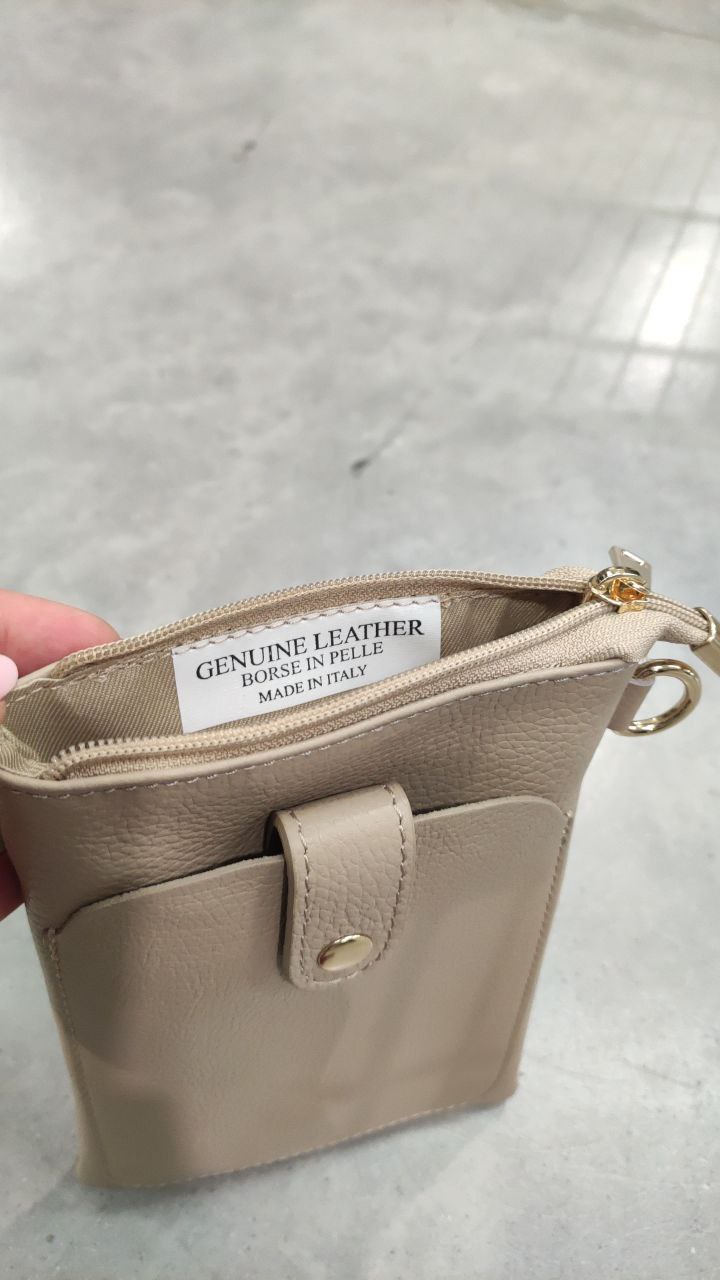 GENUINE LEATHER
BORSE IN PELLE
MADE IN ITALY